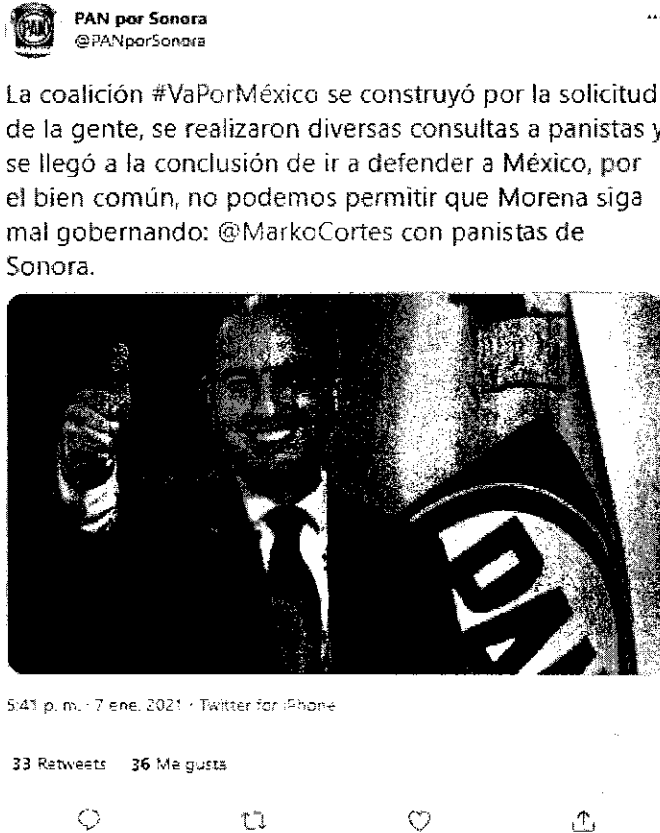 PAN por Sonora
@PANporSonora
La coalición #VaPorMéxico se construyó por la solicitud
de la gente, se realizaron diversas consultas a panistas y
se llegó a la conclusión de ir a defender a México, por
el bien común, no podemos permitir que Morena siga
mal gobernando: @MarkoCortes con panistas de
Sonora.
PAN
5:41 p. m. · 7 ene. 2021 · Twitter for iPhone
33 Retweets 36 Me gusta